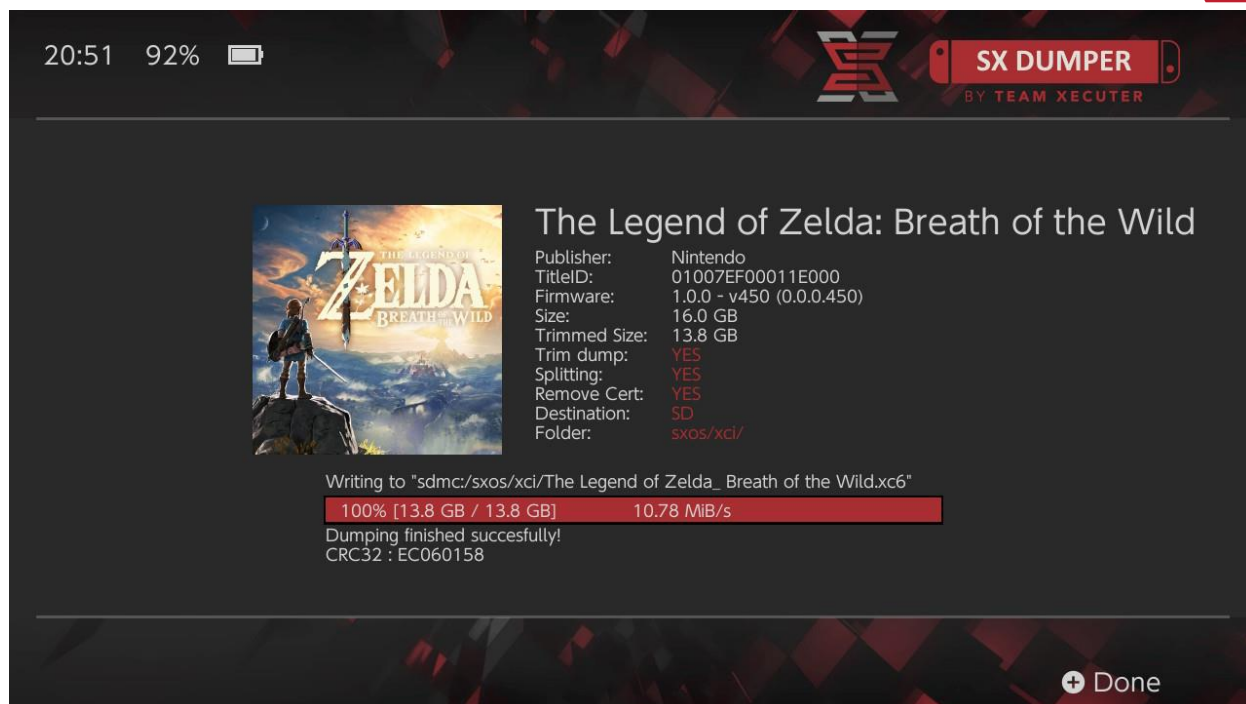 20:51 92%
SX DUMPER
BY TEAM XECUTER
THE LEGEND OF
ZELDA
BREATH OF THE WILD
The Legend of Zelda: Breath of the Wild
Publisher: Nintendo
TitleID: 01007EF00011E000
Firmware: 1.0.0 - v450 (0.0.0.450)
Size: 16.0 GB
Trimmed Size: 13.8 GB
Trim dump: YES
Splitting: YES
Remove Cert: YES
Destination: SD
Folder: sxos/xci/
Writing to "sdmc:/sxos/xci/The Legend of Zelda_ Breath of the Wild.xc6"
100% [13.8 GB / 13.8 GB] 10.78 MiB/s
Dumping finished succesfully!
CRC32 : EC060158
Done